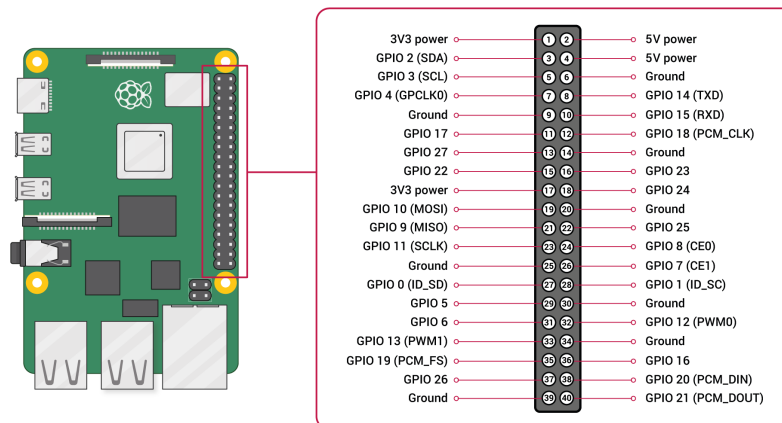 3V3 power 1 2 5V power
GPIO 2 (SDA) 3 4 5V power
GPIO 3 (SCL) 5 6 Ground
GPIO 4 (GPCLK0) 7 8 GPIO 14 (TXD)
Ground 9 10 GPIO 15 (RXD)
GPIO 17 11 12 GPIO 18 (PCM_CLK)
GPIO 27 13 14 Ground
GPIO 22 15 16 GPIO 23
3V3 power 17 18 GPIO 24
GPIO 10 (MOSI) 19 20 Ground
GPIO 9 (MISO) 21 22 GPIO 25
GPIO 11 (SCLK) 23 24 GPIO 8 (CE0)
Ground 25 26 GPIO 7 (CE1)
GPIO 0 (ID_SD) 27 28 GPIO 1 (ID_SC)
GPIO 5 29 30 Ground
GPIO 6 31 32 GPIO 12 (PWM0)
GPIO 13 (PWM1) 33 34 Ground
GPIO 19 (PCM_FS) 35 36 GPIO 16
GPIO 26 37 38 GPIO 20 (PCM_DIN)
Ground 39 40 GPIO 21 (PCM_DOUT)